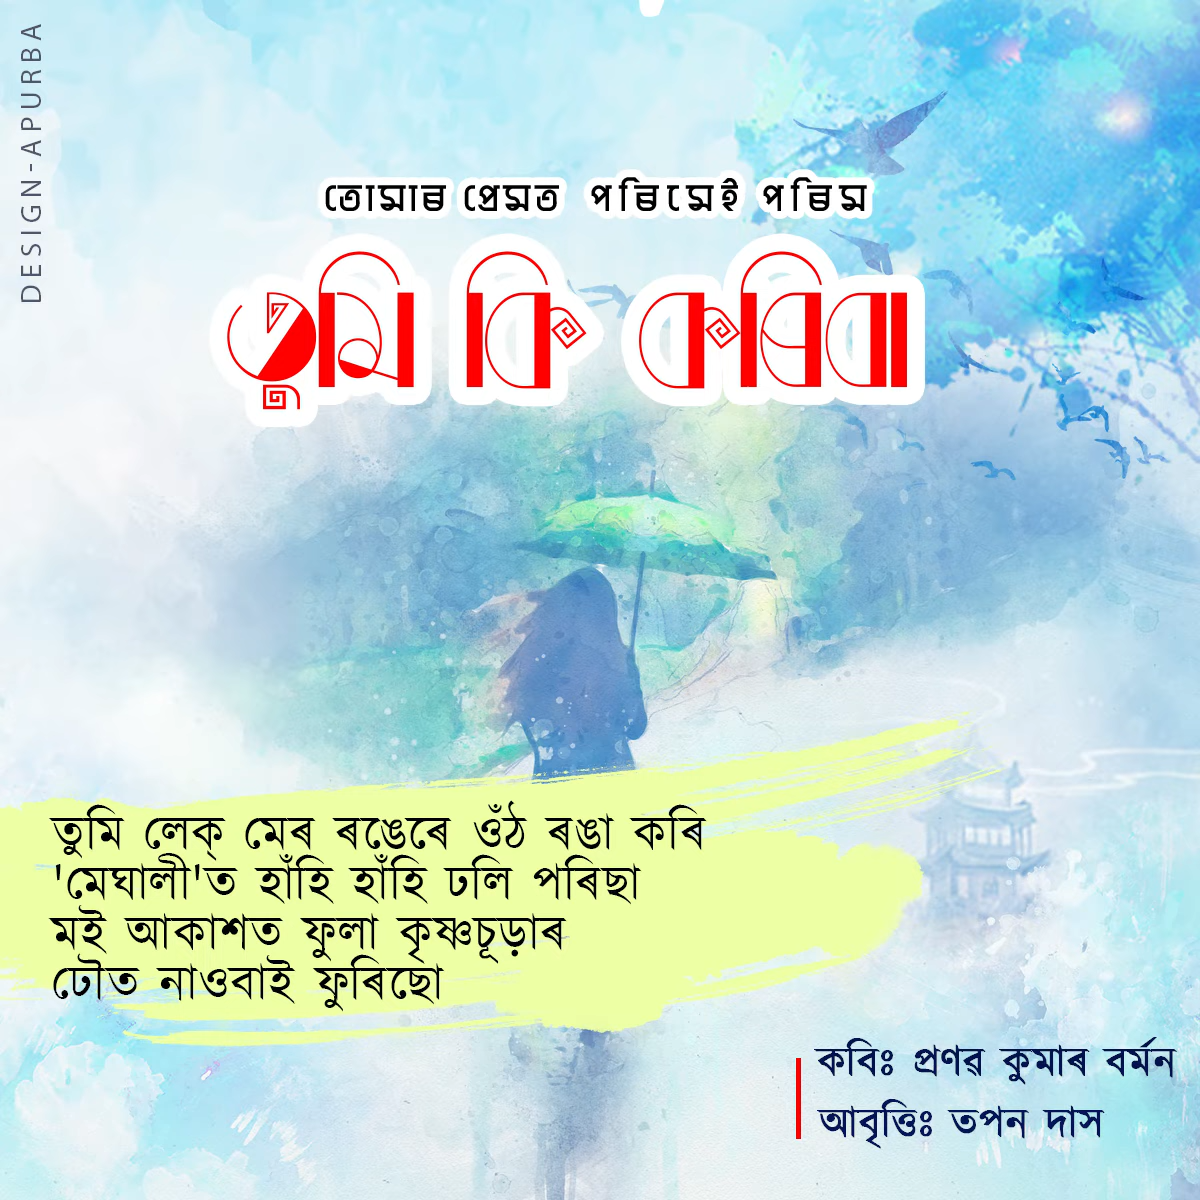 DESIGN-APURBA
তোমাৰ প্ৰেমত পৰিমেই পৰিম
তুমি কি কৰিবা
তুমি লেক্ মেৰ ৰঙেৰে ওঁঠ ৰঙা কৰি
'মেঘালী'ত হাঁহি হাঁহি ঢলি পৰিছা
মই আকাশত ফুলা কৃষ্ণচূড়াৰ
ঢৌত নাওবাই ফুৰিছো
কবিঃ প্ৰণৱ কুমাৰ বৰ্মন
আবৃত্তিঃ তপন দাস